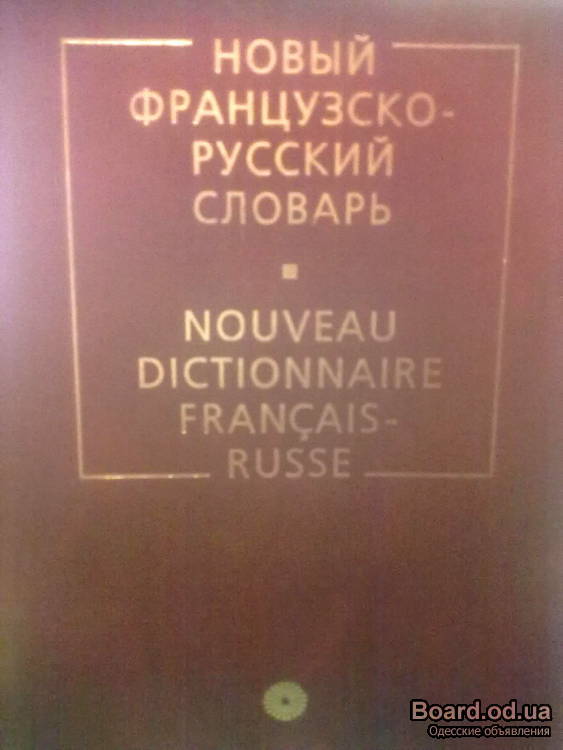 НОВЫЙ
ФРАНЦУЗСКО-
РУССКИЙ
СЛОВАРЬ
NOUVEAU
DICTIONNAIRE
FRANÇAIS-
RUSSE
Board.od.ua
Одесские объявления